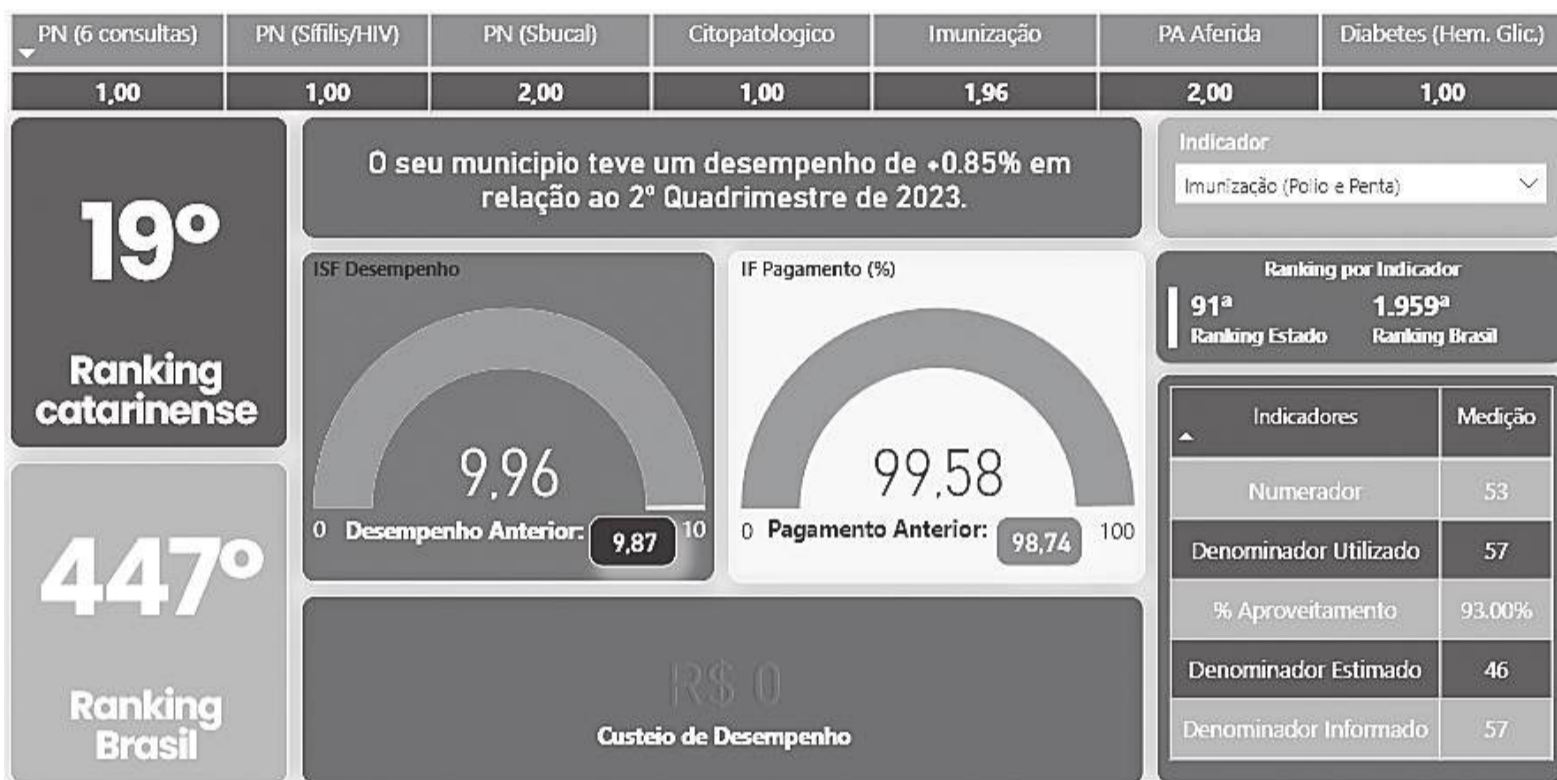 PN (6 consultas) PN (Sífilis/HIV) PN (Sbucal) Citopatologico Imunização PA Aferida Diabetes (Hem. Glic.)
1,00 1,00 2,00 1,00 1,96 2,00 1,00
19º
Ranking
catarinense
447º
Ranking
Brasil
O seu municipio teve um desempenho de +0.85% em
relação ao 2º Quadrimestre de 2023.
ISF Desempenho
9,96
0 Desempenho Anterior: 9,87 10
IF Pagamento (%)
99,58
0 Pagamento Anterior: 98,74 100
R$ 0
Custeio de Desempenho
Indicador
Imunização (Polio e Penta)
Ranking por Indicador
91ª 1.959ª
Ranking Estado Ranking Brasil
Indicadores Medição
Numerador 53
Denominador Utilizado 57
% Aproveitamento 93.00%
Denominador Estimado 46
Denominador Informado 57